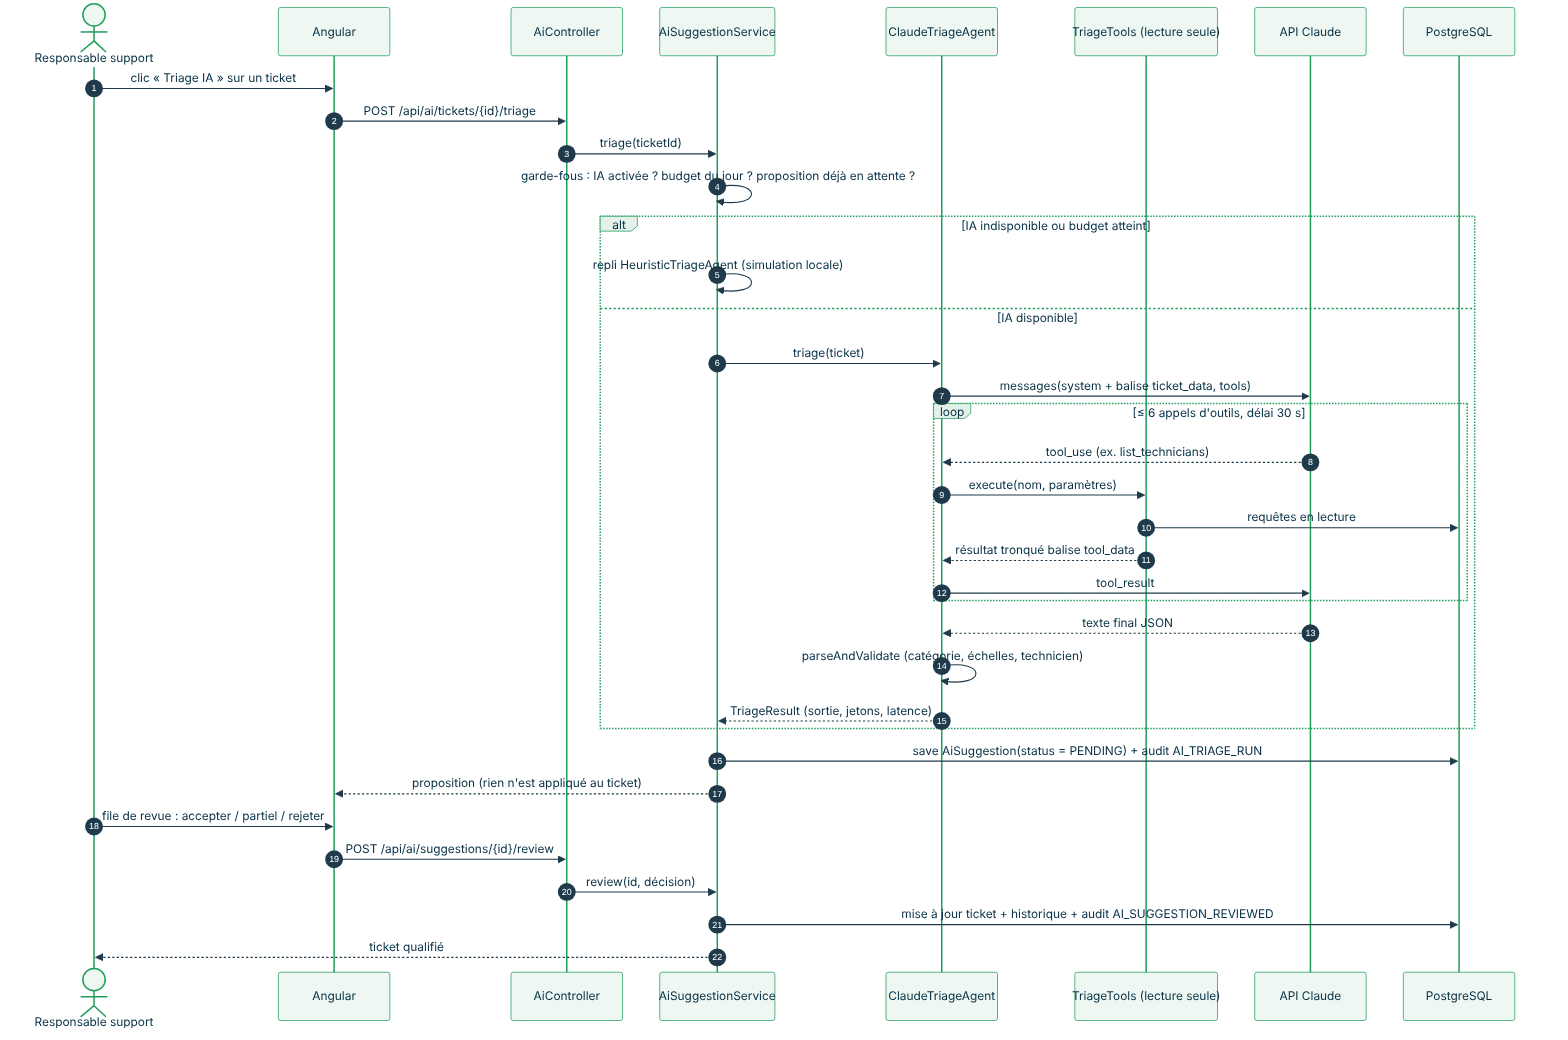 Responsable support
Angular
AiController
AiSuggestionService
ClaudeTriageAgent
TriageTools (lecture seule)
API Claude
PostgreSQL
1 clic « Triage IA » sur un ticket
2 POST /api/ai/tickets/{id}/triage
3 triage(ticketId)
4 garde-fous : IA activée ? budget du jour ? proposition déjà en attente ?
alt [IA indisponible ou budget atteint]
5 repli HeuristicTriageAgent (simulation locale)
[IA disponible]
6 triage(ticket)
7 messages(system + balise ticket_data, tools)
loop [≤ 6 appels d'outils, délai 30 s]
8 tool_use (ex. list_technicians)
9 execute(nom, paramètres)
10 requêtes en lecture
11 résultat tronqué balise tool_data
12 tool_result
13 texte final JSON
14 parseAndValidate (catégorie, échelles, technicien)
15 TriageResult (sortie, jetons, latence)
16 save AiSuggestion(status = PENDING) + audit AI_TRIAGE_RUN
17 proposition (rien n'est appliqué au ticket)
18 file de revue : accepter / partiel / rejeter
19 POST /api/ai/suggestions/{id}/review
20 review(id, décision)
21 mise à jour ticket + historique + audit AI_SUGGESTION_REVIEWED
22 ticket qualifié
Responsable support
Angular
AiController
AiSuggestionService
ClaudeTriageAgent
TriageTools (lecture seule)
API Claude
PostgreSQL